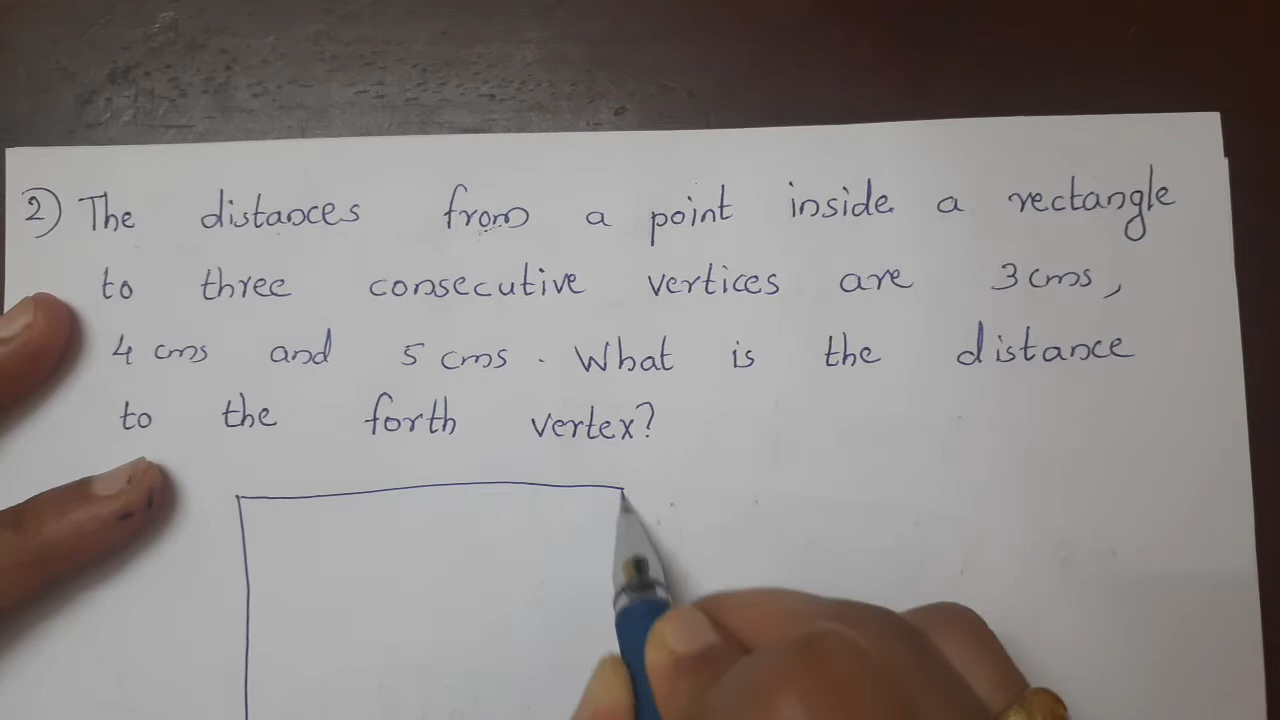 2) The distances from a point inside a rectangle
to three consecutive vertices are 3 cms,
4 cms and 5 cms. What is the distance
to the forth vertex?